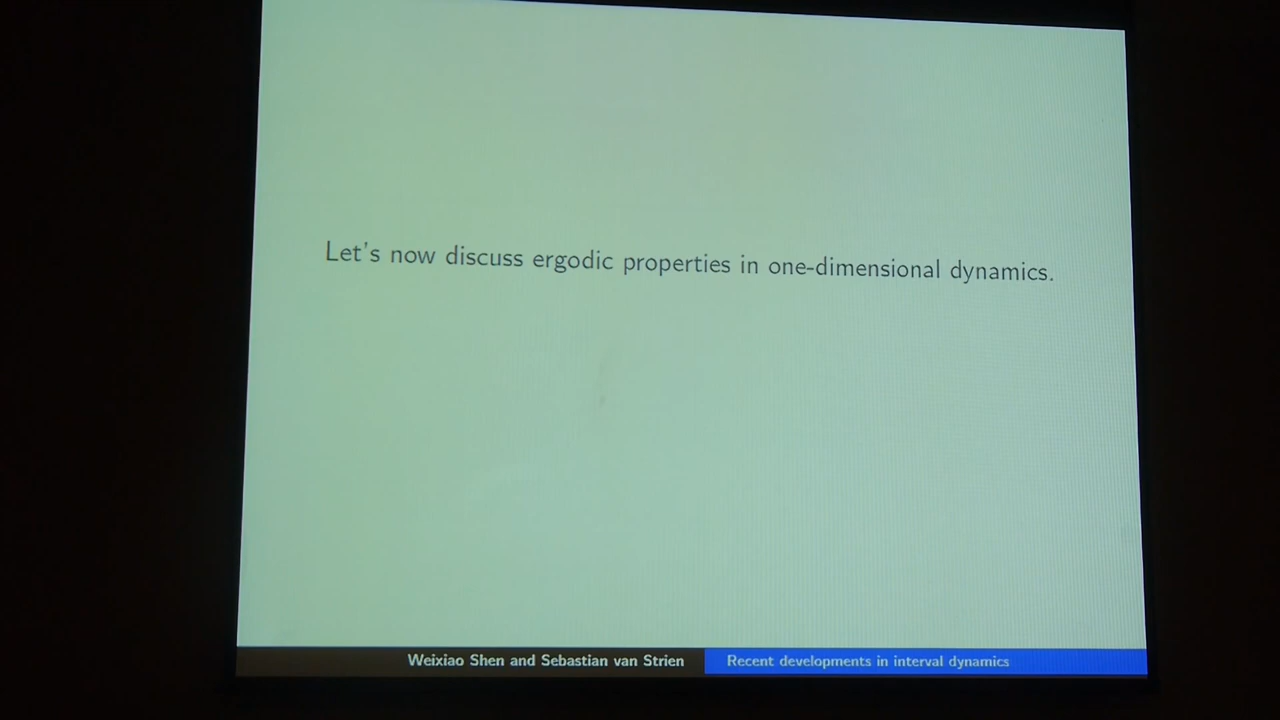 Let's now discuss ergodic properties in one-dimensional dynamics.
Weixiao Shen and Sebastian van Strien
Recent developments in interval dynamics